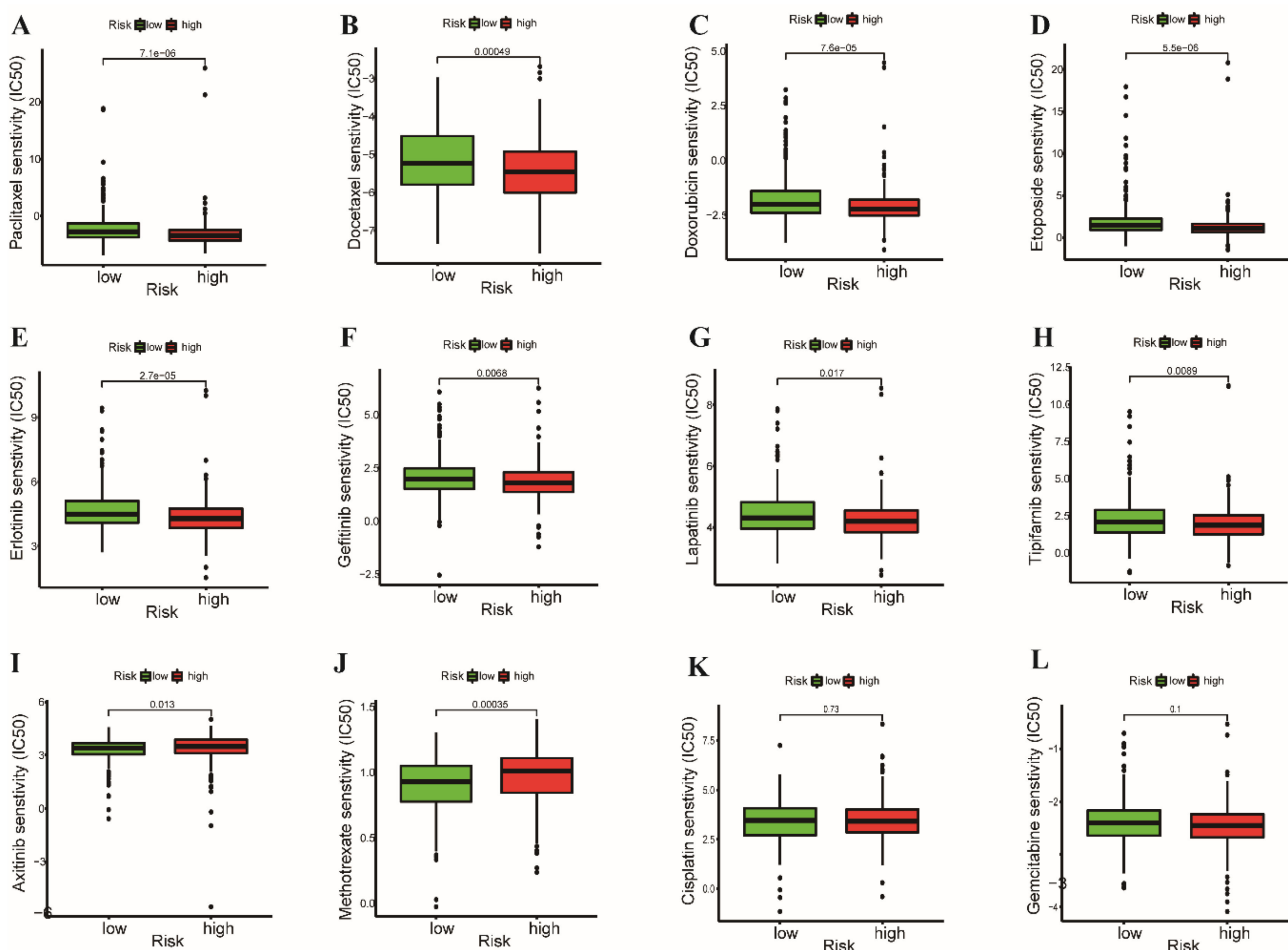 A
Risk low high
7.1e-06
Paclitaxel senstivity (IC50)
20
10
0
low high
Risk
B
Risk low high
0.00049
Docetaxel senstivity (IC50)
−3
−4
−5
−6
−7
low high
Risk
C
Risk low high
7.6e-05
Doxorubicin senstivity (IC50)
5.0
2.5
0.0
−2.5
low high
Risk
D
Risk low high
5.5e-06
Etoposide senstivity (IC50)
20
15
10
5
0
low high
Risk
E
Risk low high
2.7e-05
Erlotinib senstivity (IC50)
9
6
3
low high
Risk
F
Risk low high
0.0068
Gefitinib senstivity (IC50)
5.0
2.5
0.0
−2.5
low high
Risk
G
Risk low high
0.017
Lapatinib senstivity (IC50)
8
6
4
low high
Risk
H
Risk low high
0.0089
Tipifarnib senstivity (IC50)
12.5
10.0
7.5
5.0
2.5
0.0
low high
Risk
I
Risk low high
0.013
Axitinib senstivity (IC50)
6
3
0
−3
−6
low high
Risk
J
Risk low high
0.00035
Methotrexate senstivity (IC50)
1.5
1.0
0.5
0.0
low high
Risk
K
Risk low high
0.73
Cisplatin senstivity (IC50)
7.5
5.0
2.5
0.0
low high
Risk
L
Risk low high
0.1
Gemcitabine senstivity (IC50)
−1
−2
−3
−4
low high
Risk